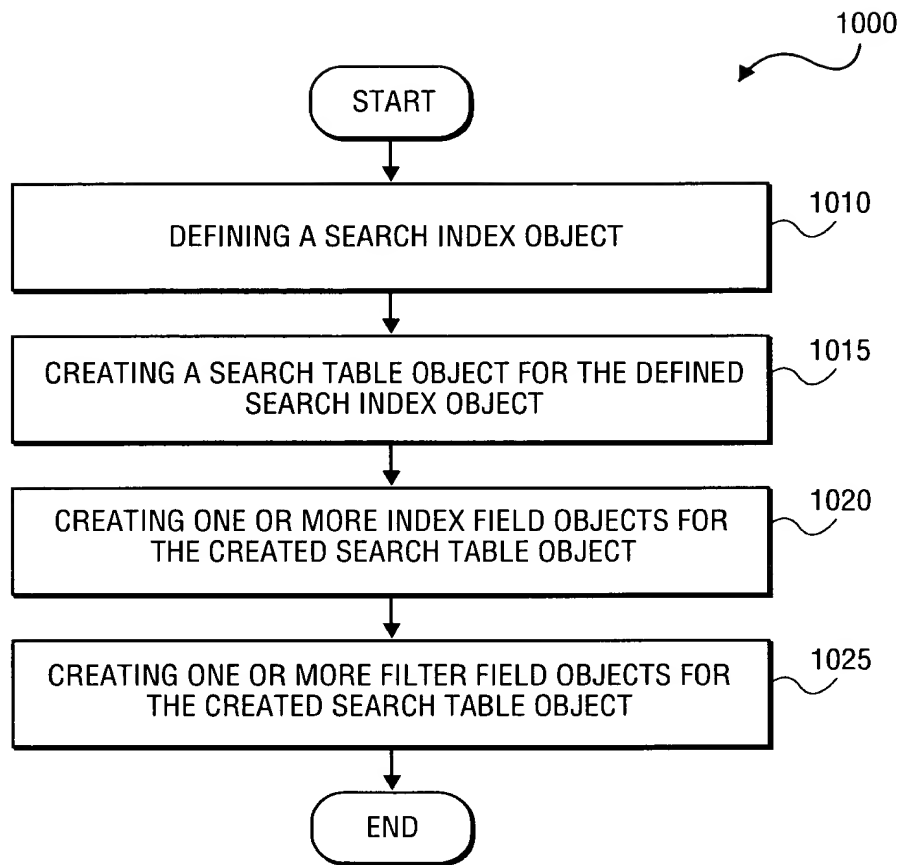 1000
START
DEFINING A SEARCH INDEX OBJECT
1010
CREATING A SEARCH TABLE OBJECT FOR THE DEFINED
SEARCH INDEX OBJECT
1015
CREATING ONE OR MORE INDEX FIELD OBJECTS FOR
THE CREATED SEARCH TABLE OBJECT
1020
CREATING ONE OR MORE FILTER FIELD OBJECTS FOR
THE CREATED SEARCH TABLE OBJECT
1025
END